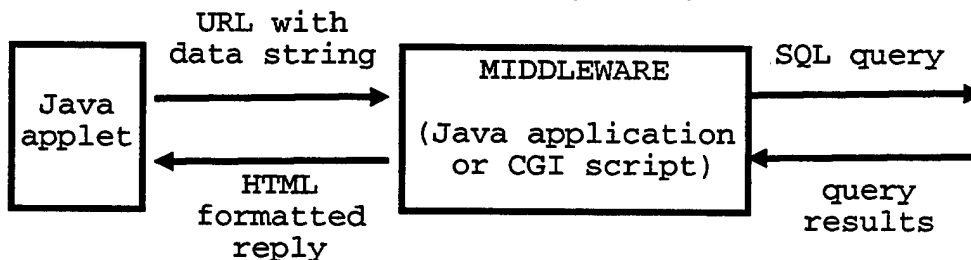 URL with
data string
Java
applet
HTML
formatted
reply
MIDDLEWARE
(Java application
or CGI script)
SQL query
query
results